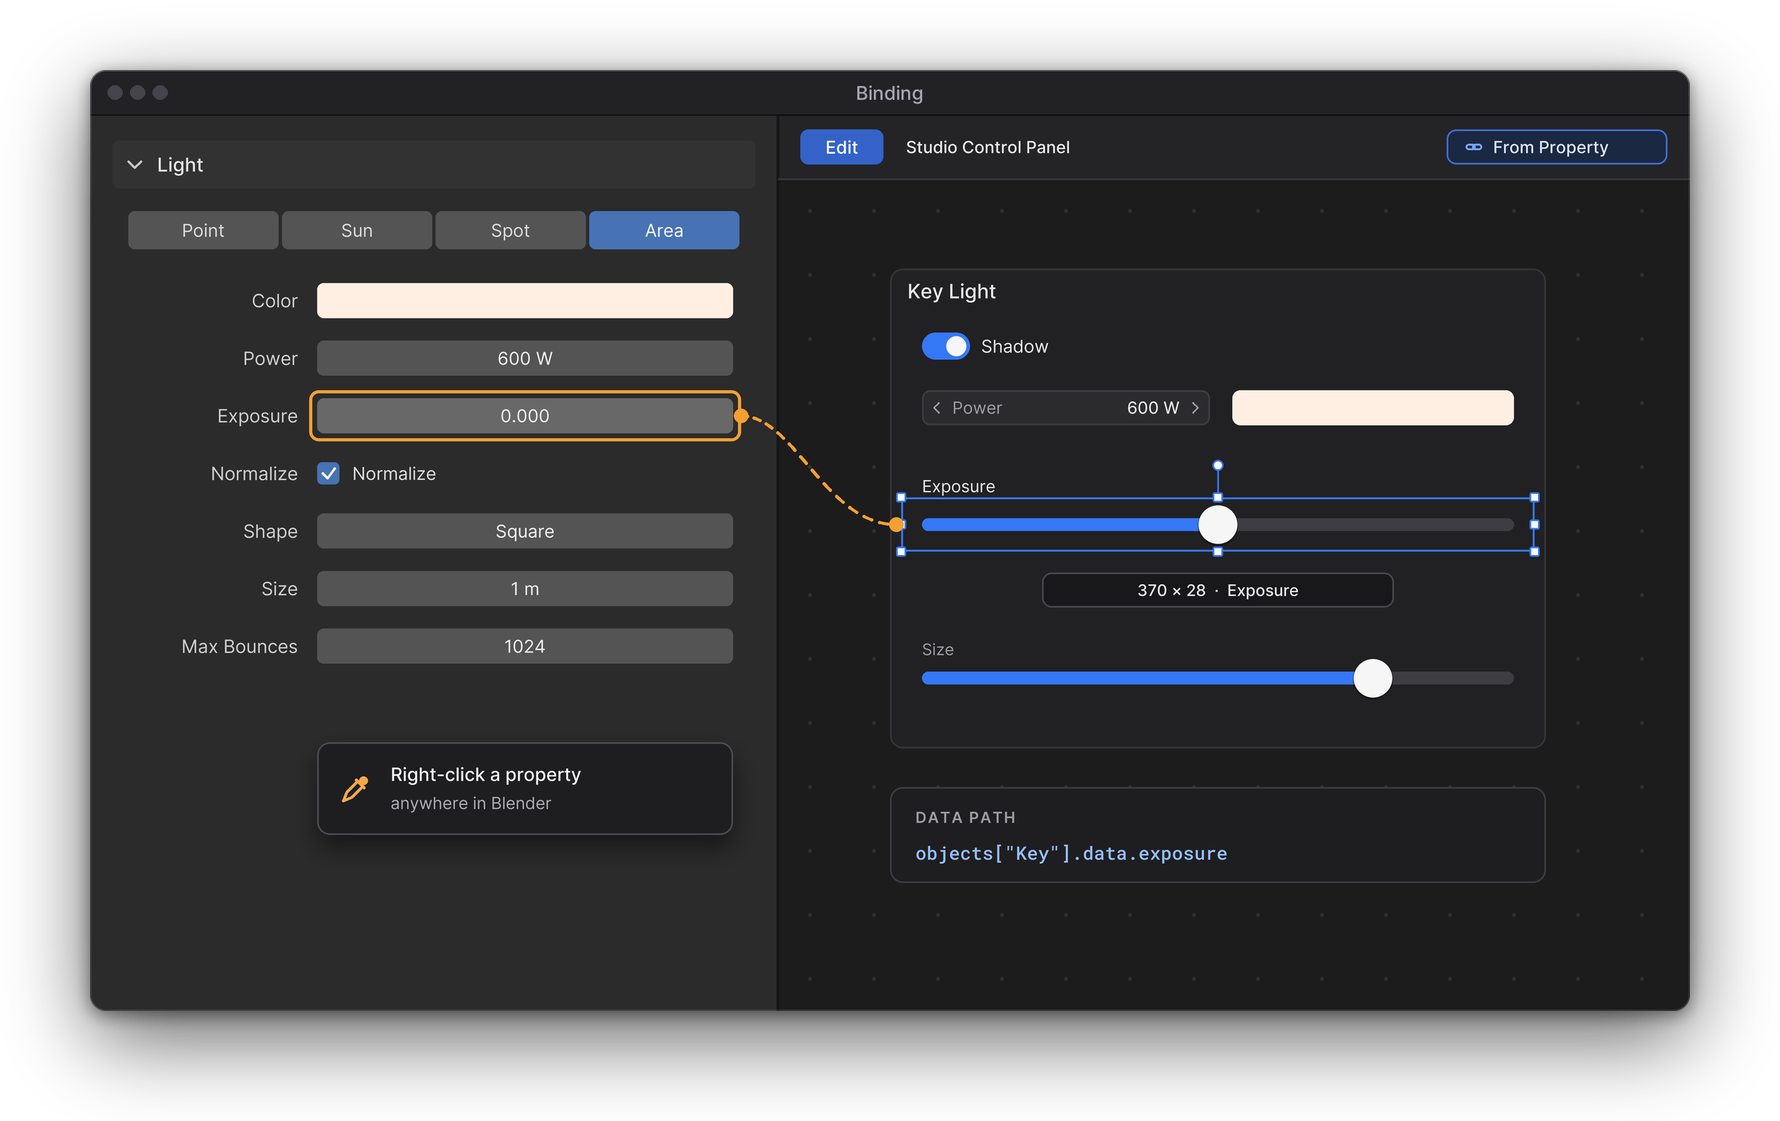 Binding
Light
Point Sun Spot Area
Color
Power 600 W
Exposure 0.000
Normalize Normalize
Shape Square
Size 1 m
Max Bounces 1024
Right-click a property
anywhere in Blender
Edit Studio Control Panel From Property
Key Light
Shadow
Power 600 W
Exposure
370 × 28 · Exposure
Size
DATA PATH
objects["Key"].data.exposure